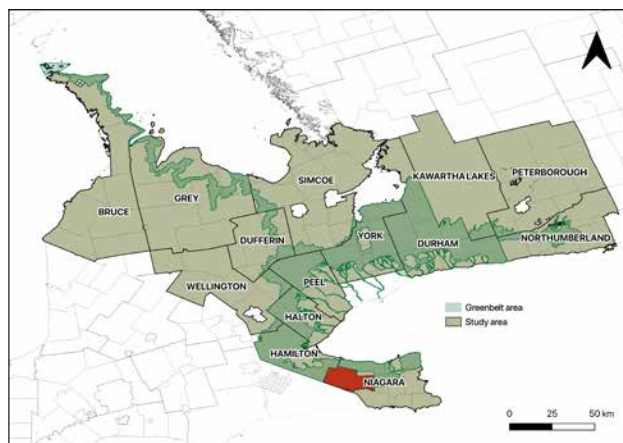 KAWARTHA LAKES
PETERBOROUGH
SIMCOE
GREY
BRUCE
DUFFERIN
YORK
DURHAM
NORTHUMBERLAND
WELLINGTON
PEEL
HALTON
Greenbelt area
Study area
HAMILTON
NIAGARA
0 25 50 km